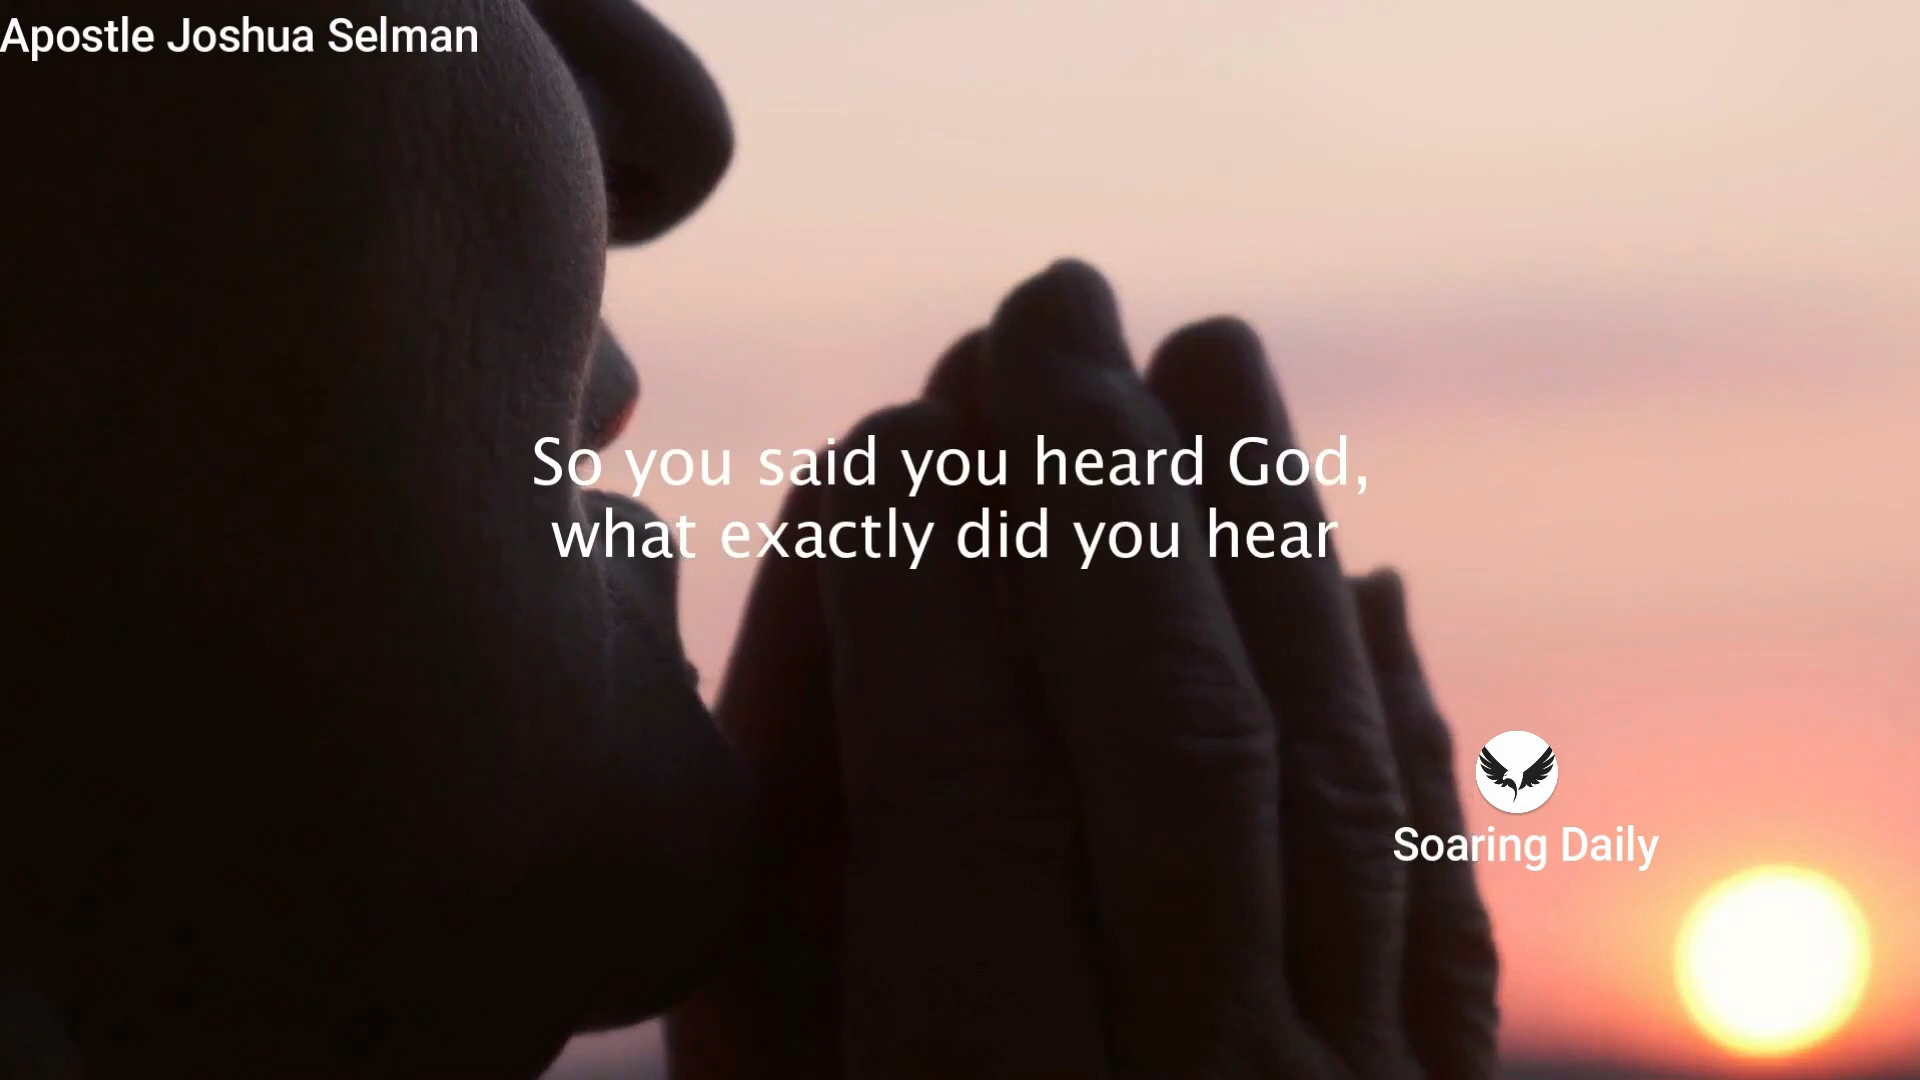 Apostle Joshua Selman
So you said you heard God,
what exactly did you hear
Soaring Daily